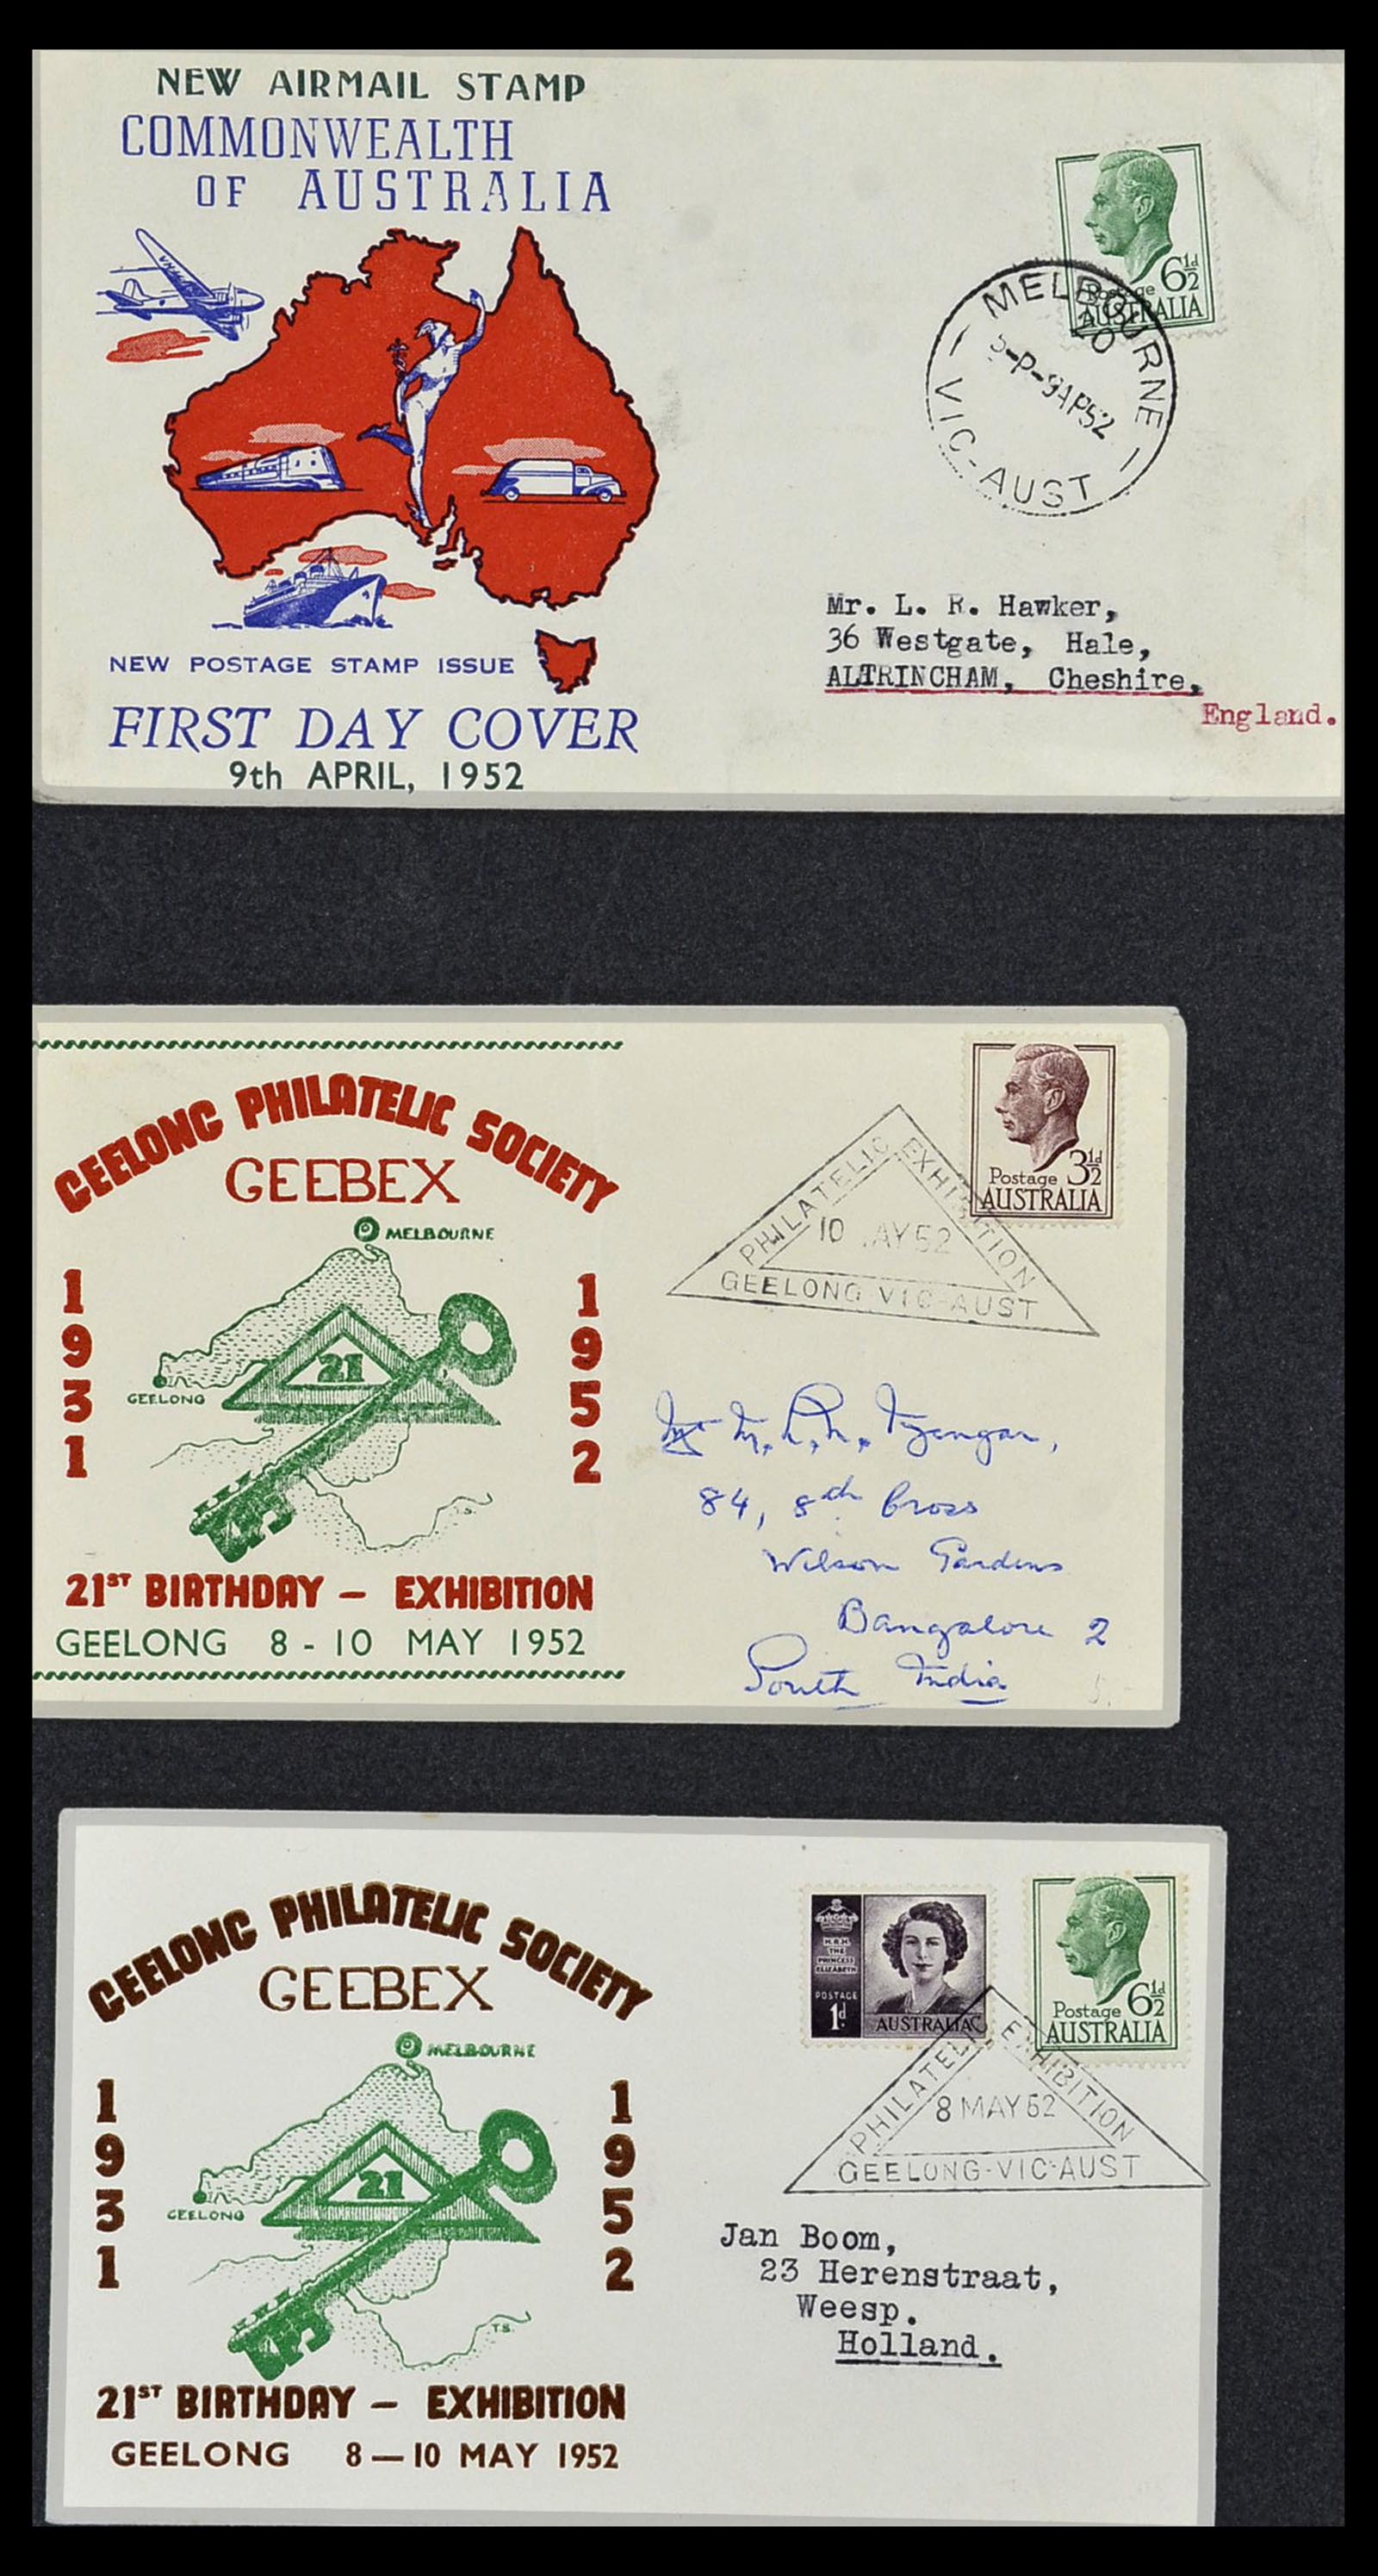 NEW AIRMAIL STAMP
COMMONWEALTH
OF AUSTRALIA
NEW POSTAGE STAMP ISSUE
FIRST DAY COVER
9th APRIL, 1952
6½d
Postage
AUSTRALIA
MELBOURNE
20
9AP52
VIC-AUST
Mr. L. R. Hawker,
36 Westgate, Hale,
ALTRINCHAM, Cheshire,
England.
GEELONG PHILATELIC SOCIETY
GEEBEX
MELBOURNE
1931
1952
21
GEELONG
21ST BIRTHDAY – EXHIBITION
GEELONG 8 - 10 MAY 1952
Postage 3½d
AUSTRALIA
PHILATELIC EXHIBITION
10 AY 52
GEELONG VIC-AUST
84, 8th Cross
Wilson Gardens
Bangalore 2
South India
5.-
GEELONG PHILATELIC SOCIETY
GEEBEX
MELBOURNE
1931
1952
21
GEELONG
T.S.
21ST BIRTHDAY – EXHIBITION
GEELONG 8 — 10 MAY 1952
H.R.H.
THE
PRINCESS
ELIZABETH
POSTAGE
1d.
AUSTRALIA
Postage 6½d
AUSTRALIA
PHILATELIC EXHIBITION
8 MAY 52
GEELONG-VIC-AUST
Jan Boom,
23 Herenstraat,
Weesp.
Holland.